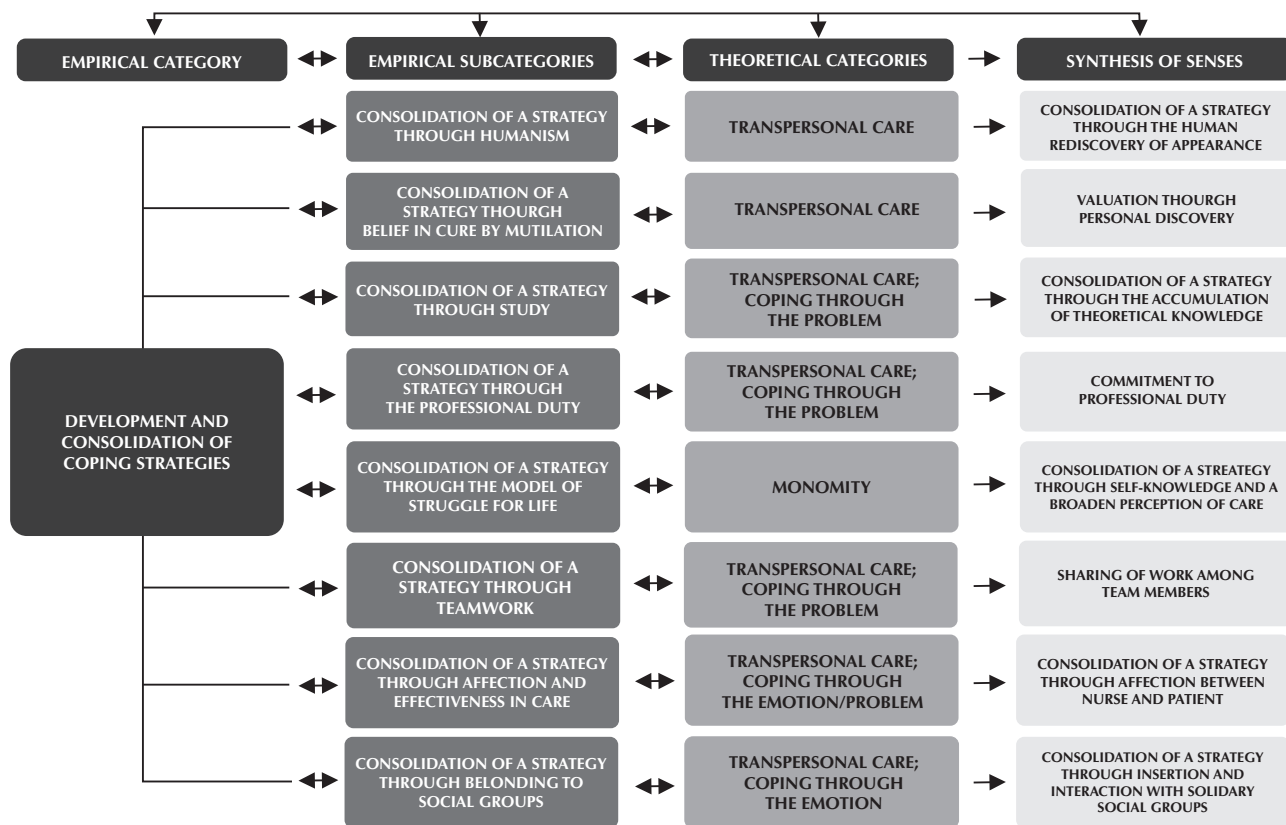 EMPIRICAL CATEGORY
EMPIRICAL SUBCATEGORIES
THEORETICAL CATEGORIES
SYNTHESIS OF SENSES
DEVELOPMENT AND
CONSOLIDATION OF
COPING STRATEGIES
CONSOLIDATION OF A STRATEGY
THROUGH HUMANISM
TRANSPERSONAL CARE
CONSOLIDATION OF A STRATEGY
THROUGH THE HUMAN
REDISCOVERY OF APPEARANCE
CONSOLIDATION OF A
STRATEGY THOURGH
BELIEF IN CURE BY MUTILATION
TRANSPERSONAL CARE
VALUATION THOURGH
PERSONAL DISCOVERY
CONSOLIDATION OF A STRATEGY
THROUGH STUDY
TRANSPERSONAL CARE;
COPING THROUGH
THE PROBLEM
CONSOLIDATION OF A STRATEGY
THROUGH THE ACCUMULATION
OF THEORETICAL KNOWLEDGE
CONSOLIDATION OF A
STRATEGY THROUGH
THE PROFESSIONAL DUTY
TRANSPERSONAL CARE;
COPING THROUGH
THE PROBLEM
COMMITMENT TO
PROFESSIONAL DUTY
CONSOLIDATION OF A STRATEGY
THROUGH THE MODEL OF
STRUGGLE FOR LIFE
MONOMITY
CONSOLIDATION OF A STREATEGY
THROUGH SELF-KNOWLEDGE AND A
BROADEN PERCEPTION OF CARE
CONSOLIDATION OF A
STRATEGY THROUGH
TEAMWORK
TRANSPERSONAL CARE;
COPING THROUGH
THE PROBLEM
SHARING OF WORK AMONG
TEAM MEMBERS
CONSOLIDATION OF A STRATEGY
THROUGH AFFECTION AND
EFFECTIVENESS IN CARE
TRANSPERSONAL CARE;
COPING THROUGH
THE EMOTION/PROBLEM
CONSOLIDATION OF A STRATEGY
THROUGH AFFECTION BETWEEN
NURSE AND PATIENT
CONSOLIDATION OF A STRATEGY
THROUGH BELONDING TO
SOCIAL GROUPS
TRANSPERSONAL CARE;
COPING THROUGH
THE EMOTION
CONSOLIDATION OF A STRATEGY
THROUGH INSERTION AND
INTERACTION WITH SOLIDARY
SOCIAL GROUPS